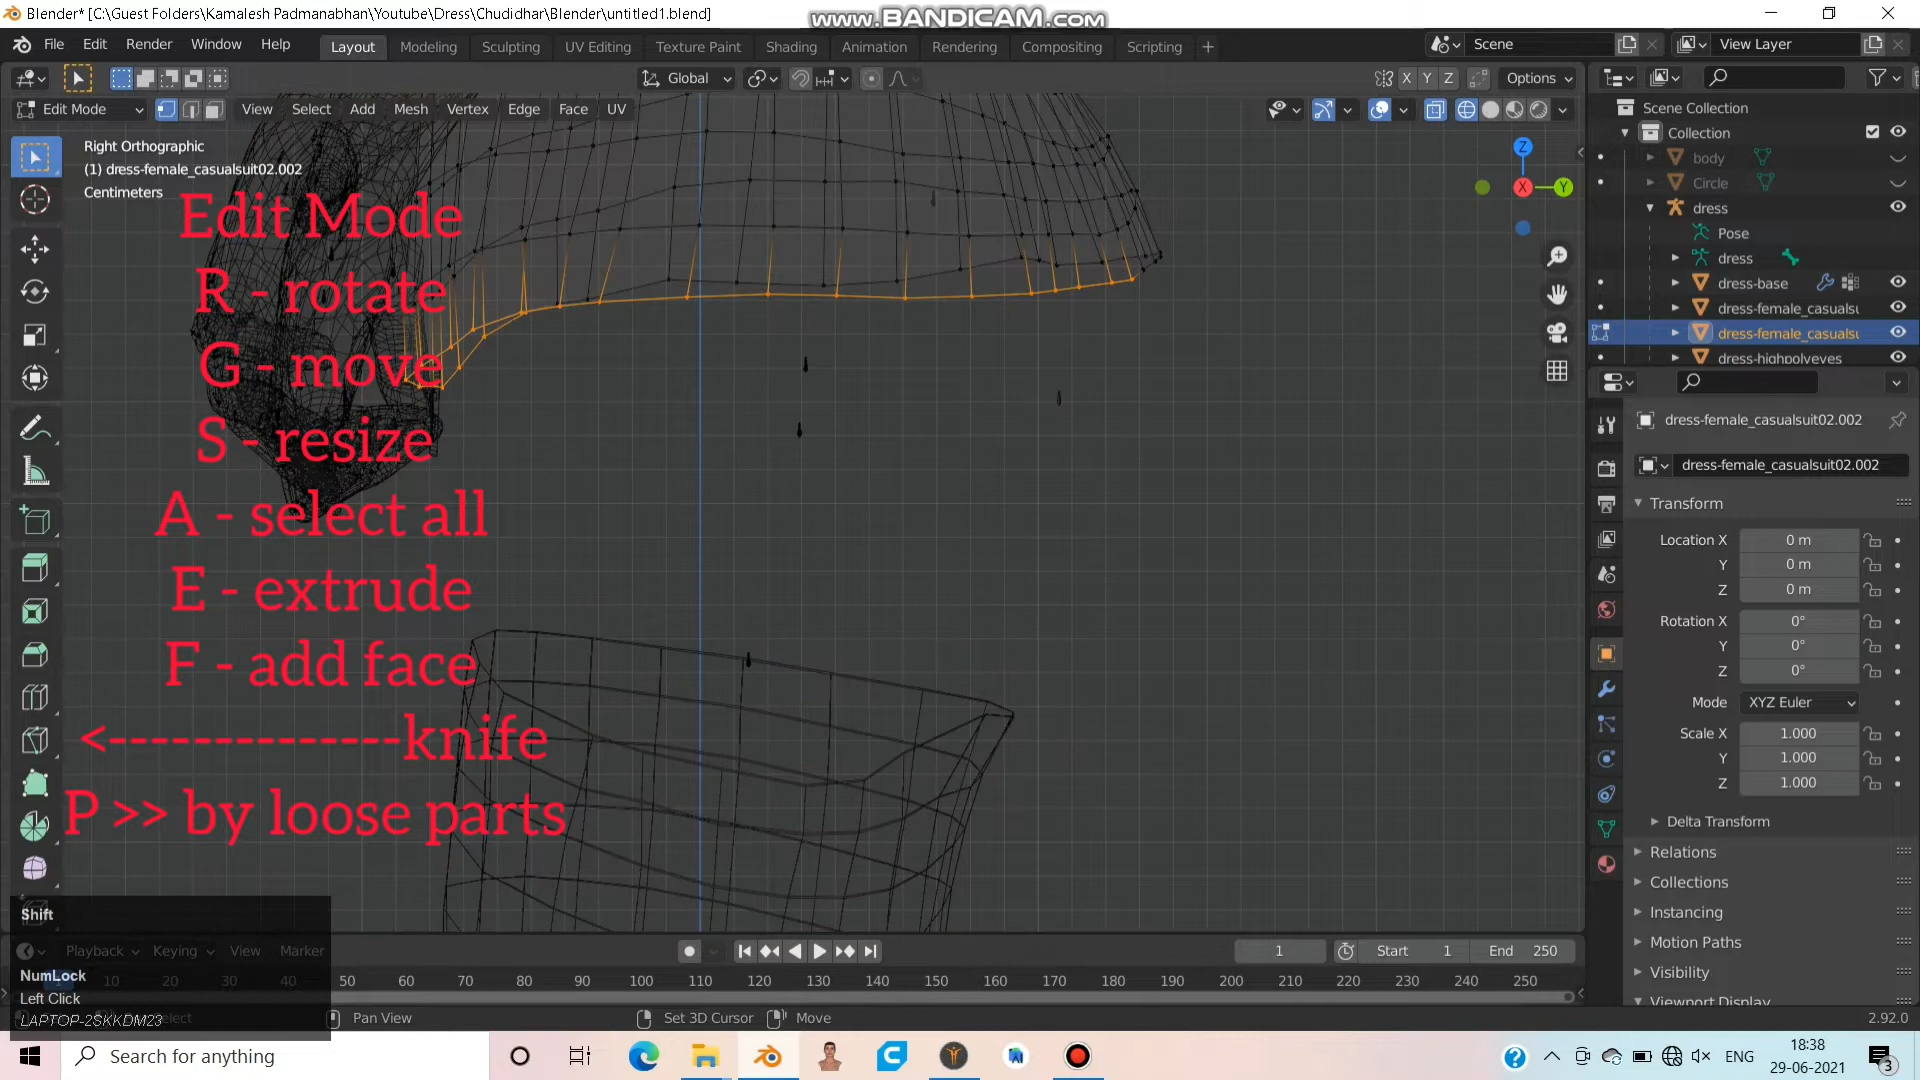 Blender* [C:\Guest Folders\Kamalesh Padmanabhan\Youtube\Dress\Chudidhar\Blender\untitled1.blend]
www.BANDICAM.com
File Edit Render Window Help
Layout Modeling Sculpting UV Editing Texture Paint Shading Animation Rendering Compositing Scripting
Scene
View Layer
Global
X Y Z
Options
Edit Mode
View Select Add Mesh Vertex Edge Face UV
Right Orthographic
(1) dress-female_casualsuit02.002
Centimeters
Z
X
Y
Edit Mode
R - rotate
G - move
S - resize
A - select all
E - extrude
F - add face
<--------------knife
P >> by loose parts
Scene Collection
Collection
body
Circle
dress
Pose
dress
dress-base
dress-female_casualsu
dress-female_casualsu
dress-highpolyeyes
dress-female_casualsuit02.002
dress-female_casualsuit02.002
Transform
Location X 0 m
Y 0 m
Z 0 m
Rotation X 0°
Y 0°
Z 0°
Mode XYZ Euler
Scale X 1.000
Y 1.000
Z 1.000
Delta Transform
Relations
Collections
Instancing
Motion Paths
Visibility
Viewport Display
Shift
Playback Keying View Marker
1
Start 1
End 250
NumLock
1 10 20 30 40 50 60 70 80 90 100 110 120 130 140 150 160 170 180 190 200 210 220 230 240 250
Left Click
LAPTOP-2SKKDM23
Select
Pan View
Set 3D Cursor
Move
2.92.0
Search for anything
ENG
18:38
29-06-2021
3